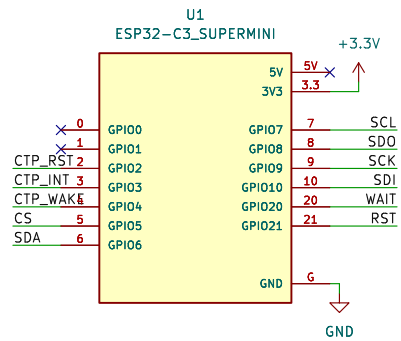 U1
ESP32-C3_SUPERMINI
+3.3V
5V 5V
3V3 3.3
0 GPIO0 GPIO7 7 SCL
1 GPIO1 GPIO8 8 SDO
CTP_RST 2 GPIO2 GPIO9 9 SCK
CTP_INT 3 GPIO3 GPIO10 10 SDI
CTP_WAKE 4 GPIO4 GPIO20 20 WAIT
CS 5 GPIO5 GPIO21 21 RST
SDA 6 GPIO6
GND G
GND